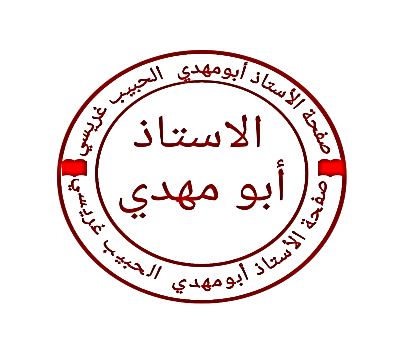 صفحة الأستاذ أبومهدي الحبيب غريسي
الاستاذ
أبو مهدي
صفحة الأستاذ أبومهدي الحبيب غريسي